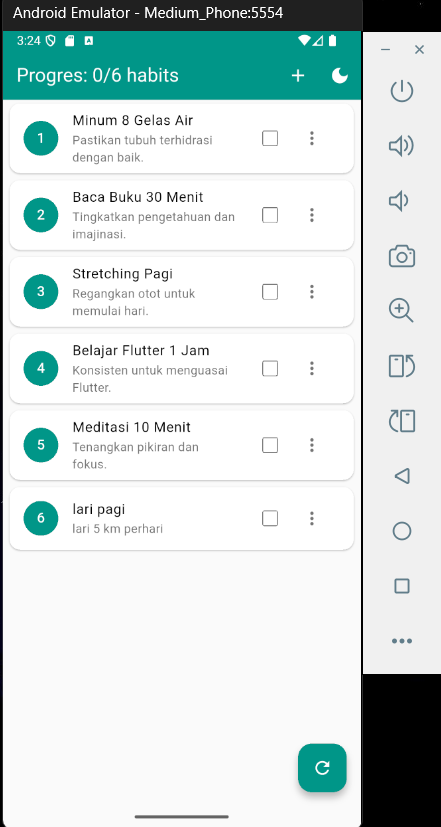 Android Emulator - Medium_Phone:5554
3:24
Progres: 0/6 habits
1
Minum 8 Gelas Air
Pastikan tubuh terhidrasi
dengan baik.
2
Baca Buku 30 Menit
Tingkatkan pengetahuan dan
imajinasi.
3
Stretching Pagi
Regangkan otot untuk
memulai hari.
4
Belajar Flutter 1 Jam
Konsisten untuk menguasai
Flutter.
5
Meditasi 10 Menit
Tenangkan pikiran dan
fokus.
6
lari pagi
lari 5 km perhari